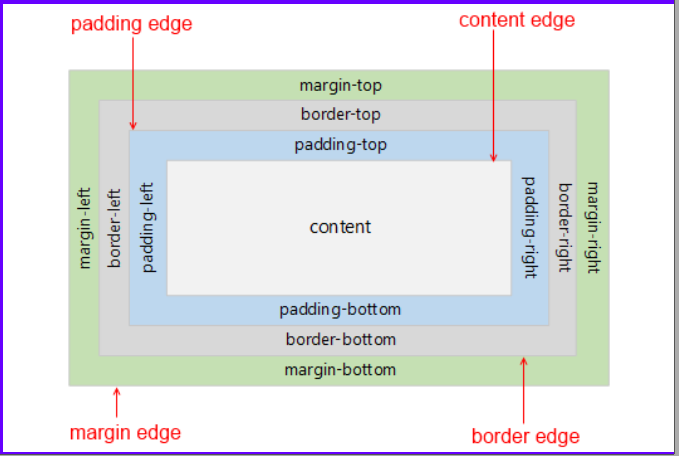 padding edge
content edge
margin-top
border-top
padding-top
margin-left
border-left
padding-left
content
padding-right
border-right
margin-right
padding-bottom
border-bottom
margin-bottom
margin edge
border edge